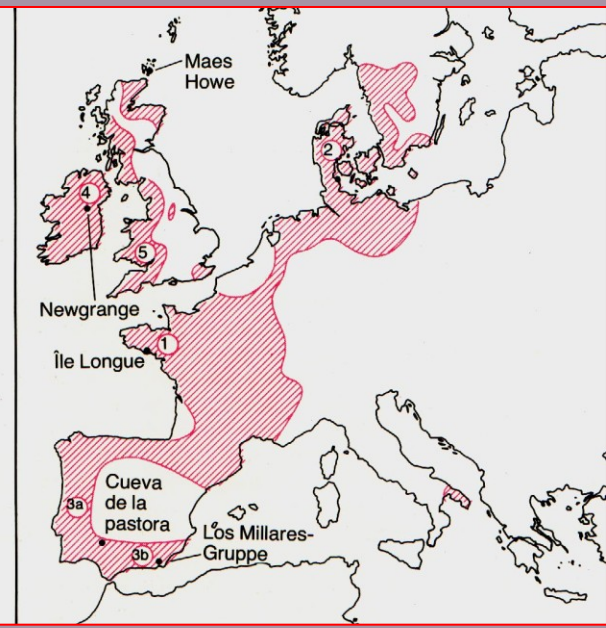 Maes
Howe
2
4
5
Newgrange
1
Île Longue
Cueva
de la
pastora
3a
Los Millares-
Gruppe
3b